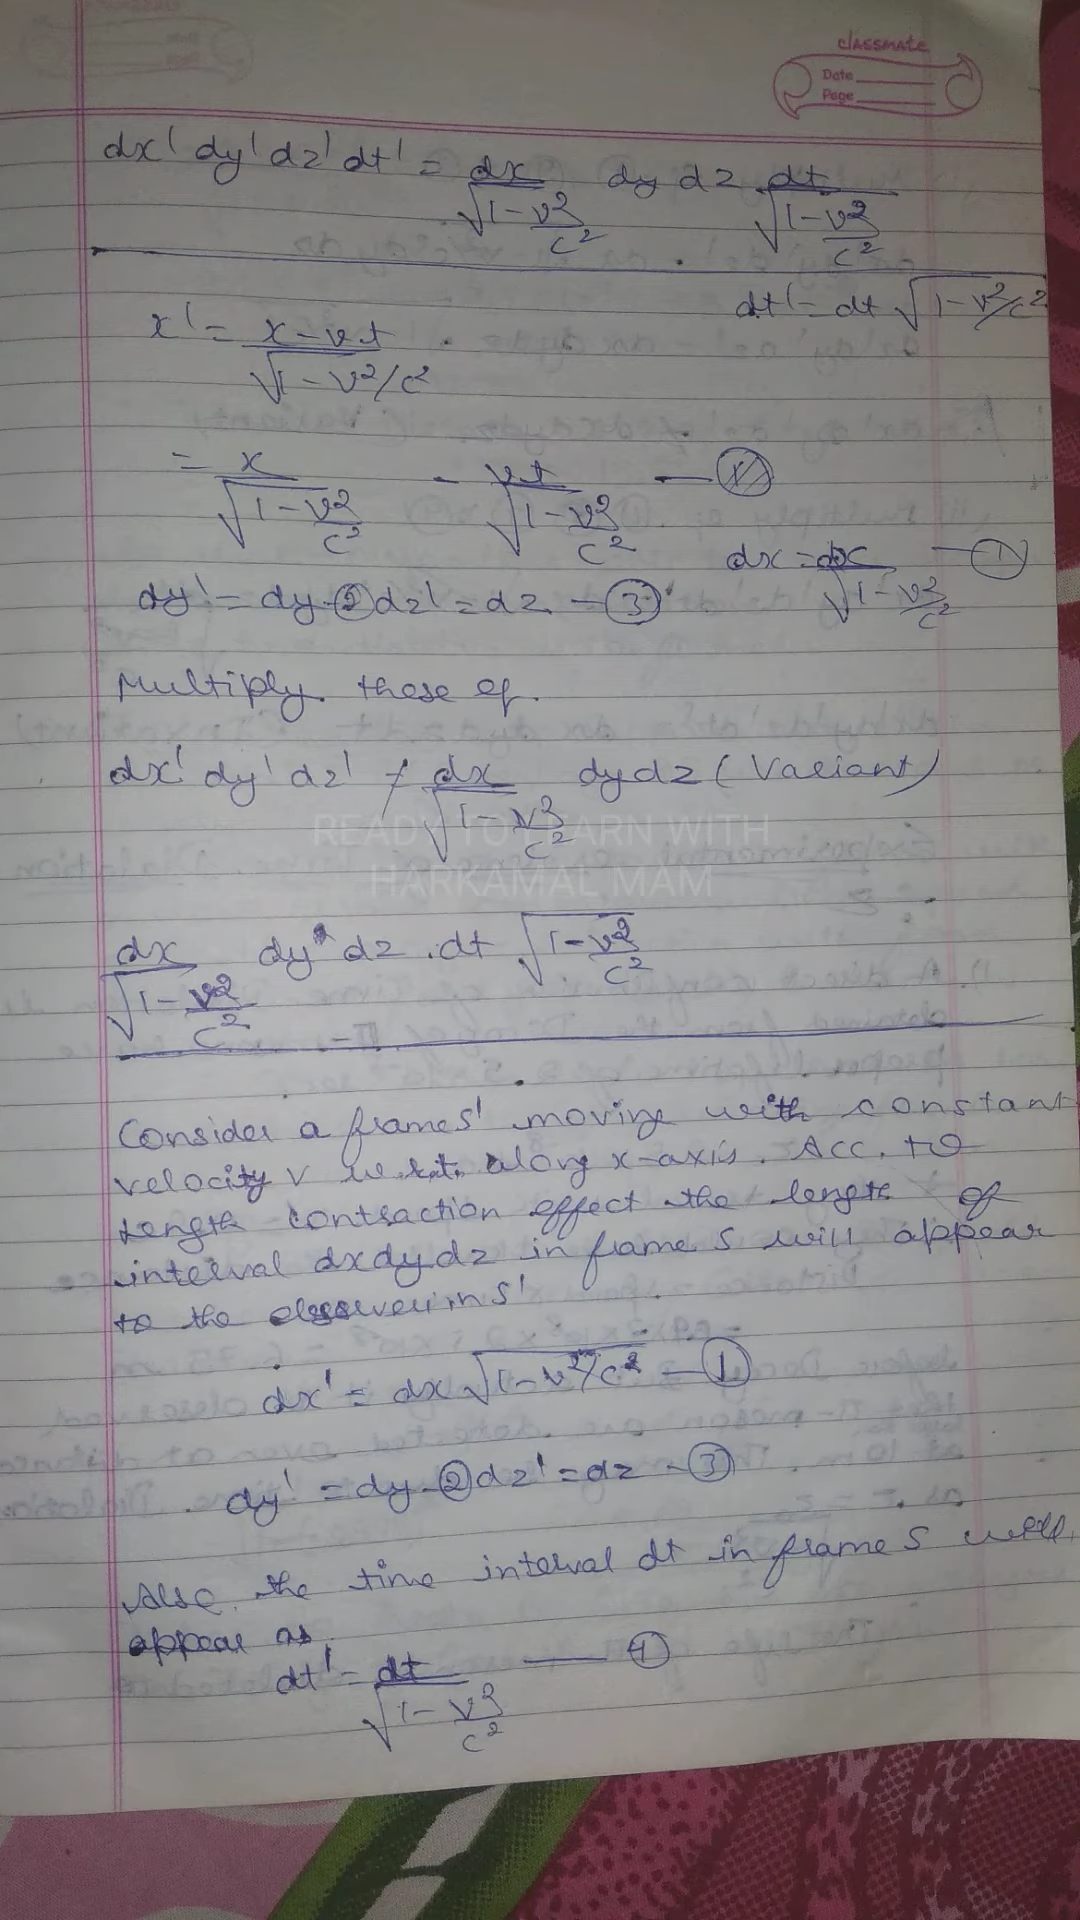 classmate
Date
Page
dx' dy' dz' dt' = dx/√(1-v²/c²) dy dz dt/√(1-v²/c²)
dt' = dt √(1-v²/c²)
x' = x-vt/√(1-v²/c²)
= x/√(1-v²/c²) - vt/√(1-v²/c²)
dx = dx/√(1-v²/c²) — ①
dy' = dy - ② dz' = dz - ③
Multiply these eq.
dx' dy' dz' ≠ dx/√(1-v²/c²) dy dz (Variant)
READY TO LEARN WITH
HARKAMAL MAM
dx/√(1-v²/c²) dy dz . dt √(1-v²/c²)
Consider a frame s' moving with constant
velocity v w.r.t. along x-axis. Acc. to
Length contraction effect the length of
interval dxdydz in frame S will appear
to the in s'
dx' = dx √(1-v²/c²) — ①
dy' = dy - ② dz' = dz - ③
Also, the time interval dt in frame S will
appear as
dt' = dt/√(1-v²/c²) — ④